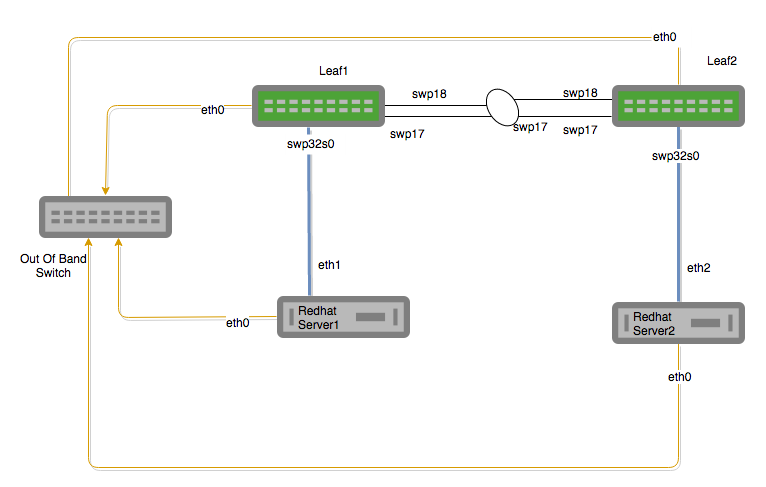 eth0
Leaf2
Leaf1
swp18
swp18
eth0
swp17
swp17
swp17
swp32s0
swp32s0
Out Of Band
Switch
eth1
eth2
Redhat
Server1
Redhat
Server2
eth0
eth0